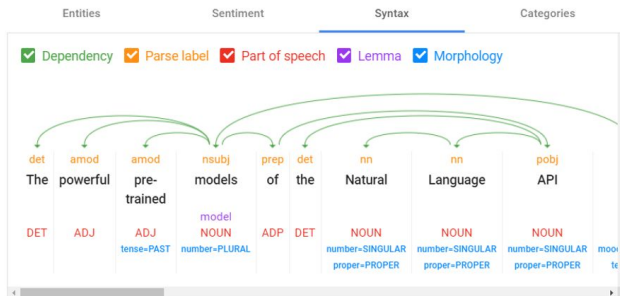 Entities Sentiment Syntax Categories
Dependency Parse label Part of speech Lemma Morphology
det amod amod nsubj prep det nn nn pobj
The powerful pre- models of the Natural Language API
trained
model
DET ADJ ADJ NOUN ADP DET NOUN NOUN NOUN
tense=PAST number=PLURAL number=SINGULAR number=SINGULAR number=SINGULAR
proper=PROPER proper=PROPER proper=PROPER